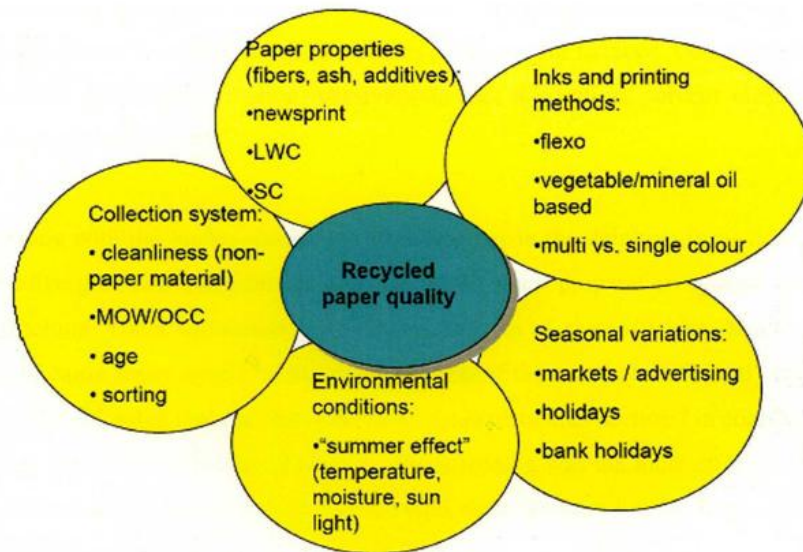 Paper properties
(fibers, ash, additives):
•newsprint
•LWC
•SC
Inks and printing
methods:
•flexo
•vegetable/mineral oil
based
•multi vs. single colour
Collection system:
• cleanliness (non-
paper material)
•MOW/OCC
• age
• sorting
Recycled
paper quality
Seasonal variations:
•markets / advertising
•holidays
•bank holidays
Environmental
conditions:
•“summer effect”
(temperature,
moisture, sun
light)